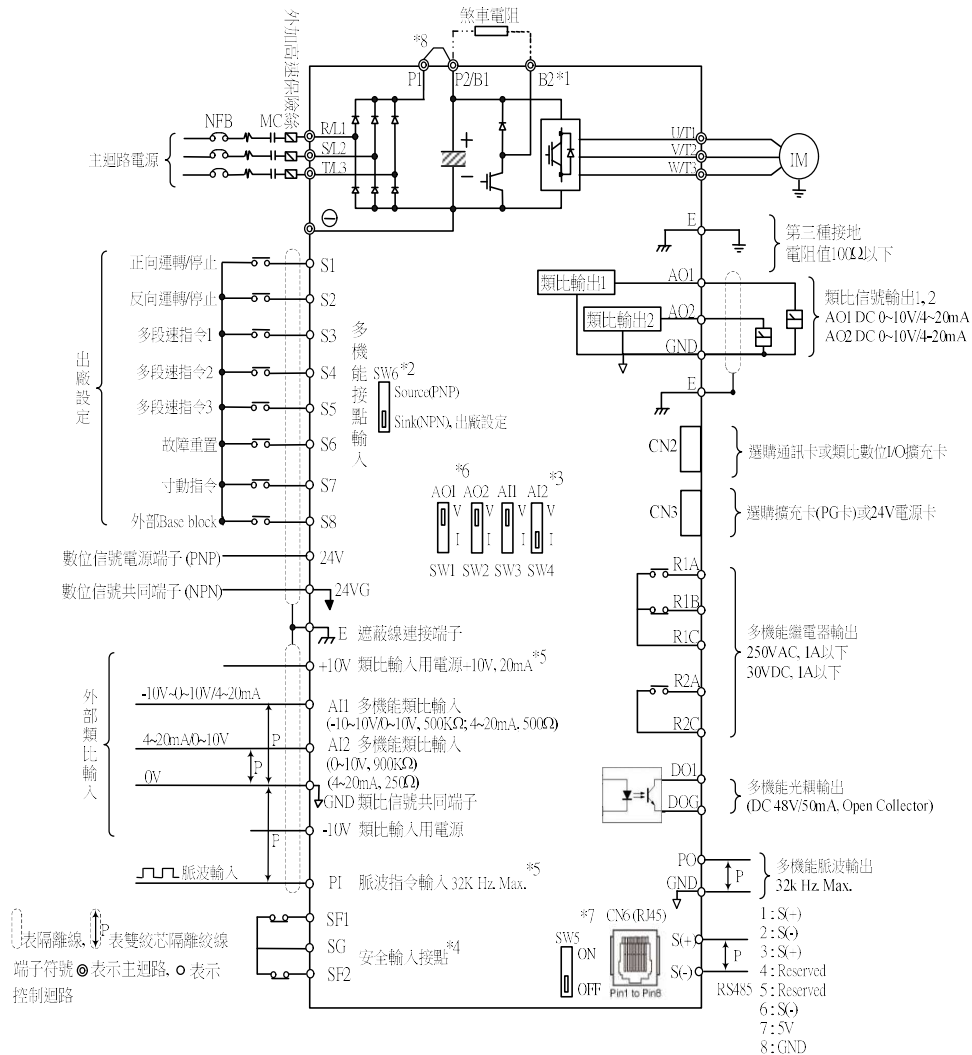 煞車電阻
外加高速保險絲
*8
P1
P2/B1
B2*1
NFB
MC
主迴路電源
R/L1
S/L2
T/L3
+
−
⊖
U/T1
V/T2
W/T3
IM
E
第三種接地
電阻值100Ω以下
出廠設定
正向運轉/停止
S1
反向運轉/停止
S2
多段速指令1
S3
多段速指令2
S4
多段速指令3
S5
故障重置
S6
寸動指令
S7
外部Base block
S8
多機能接點輸入
SW6*2
Source(PNP)
Sink(NPN), 出廠設定
類比輸出1
AO1
類比輸出2
AO2
GND
類比信號輸出1, 2
AO1 DC 0~10V/4~20mA
AO2 DC 0~10V/4-20mA
E
CN2
選購通訊卡或類比數位I/O擴充卡
CN3
選購擴充卡(PG卡)或24V電源卡
*6
*3
AO1 AO2 AI1 AI2
V V V V
I I I I
SW1 SW2 SW3 SW4
數位信號電源端子 (PNP)
24V
數位信號共同端子 (NPN)
24VG
E 遮蔽線連接端子
+10V 類比輸入用電源+10V, 20mA*5
外部類比輸入
-10V~0~10V/4~20mA
AI1 多機能類比輸入
(-10~10V/0~10V, 500KΩ; 4~20mA. 500Ω)
4~20mA/0~10V
P
AI2 多機能類比輸入
(0~10V, 900KΩ)
(4~20mA, 250Ω)
P
0V
GND 類比信號共同端子
-10V 類比輸入用電源
P
脈波輸入
PI 脈波指令輸入 32K Hz. Max.*5
R1A
R1B
R1C
R2A
R2C
多機能繼電器輸出
250VAC, 1A以下
30VDC, 1A以下
DO1
DOG
多機能光耦輸出
(DC 48V/50mA, Open Collector)
PO
GND
P
多機能脈波輸出
32k Hz. Max.
SF1
SG
SF2
安全輸入接點*4
*7
SW5
ON
OFF
CN6 (RJ45)
Pin1 to Pin8
S(+)
S(-)
P
RS485
1 : S(+)
2 : S(-)
3 : S(+)
4 : Reserved
5 : Reserved
6 : S(-)
7 : 5V
8 : GND
表隔離線, P 表雙絞芯隔離絞線
端子符號 ◎ 表示主迴路, ○ 表示
控制迴路